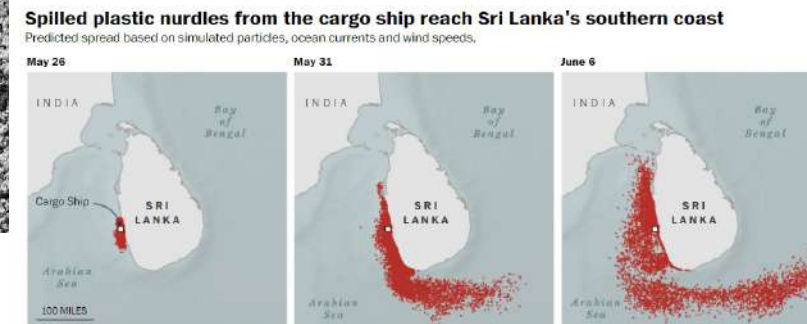 Spilled plastic nurdles from the cargo ship reach Sri Lanka's southern coast
Predicted spread based on simulated particles, ocean currents and wind speeds.
May 26
INDIA
Bay
of
Bengal
Cargo Ship
SRI
LANKA
Arabian
Sea
100 MILES
May 31
INDIA
Bay
of
Bengal
SRI
LANKA
Arabian
Sea
June 6
INDIA
Bay
of
Bengal
SRI
LANKA
Arabian
Sea